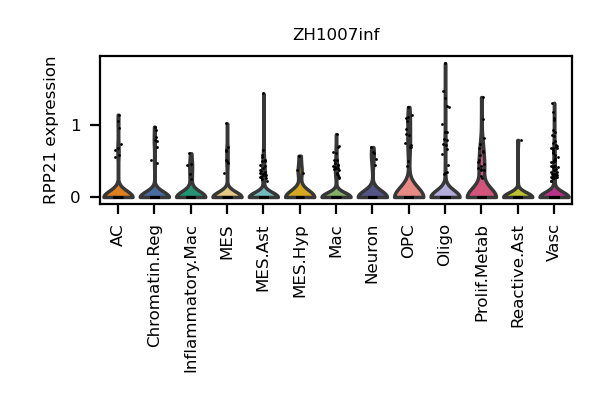 ZH1007inf
RPP21 expression
1
0
AC
Chromatin.Reg
Inflammatory.Mac
MES
MES.Ast
MES.Hyp
Mac
Neuron
OPC
Oligo
Prolif.Metab
Reactive.Ast
Vasc